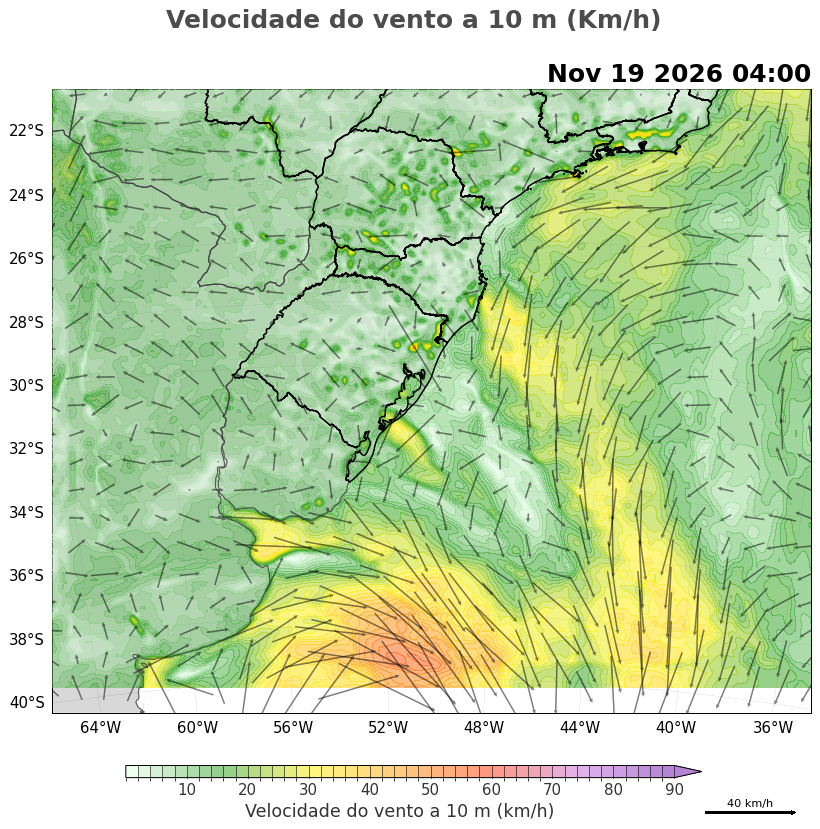 Velocidade do vento a 10 m (Km/h)
Nov 19 2026 04:00
22°S
24°S
26°S
28°S
30°S
32°S
34°S
36°S
38°S
40°S
64°W 60°W 56°W 52°W 48°W 44°W 40°W 36°W
10 20 30 40 50 60 70 80 90
Velocidade do vento a 10 m (km/h)
40 km/h